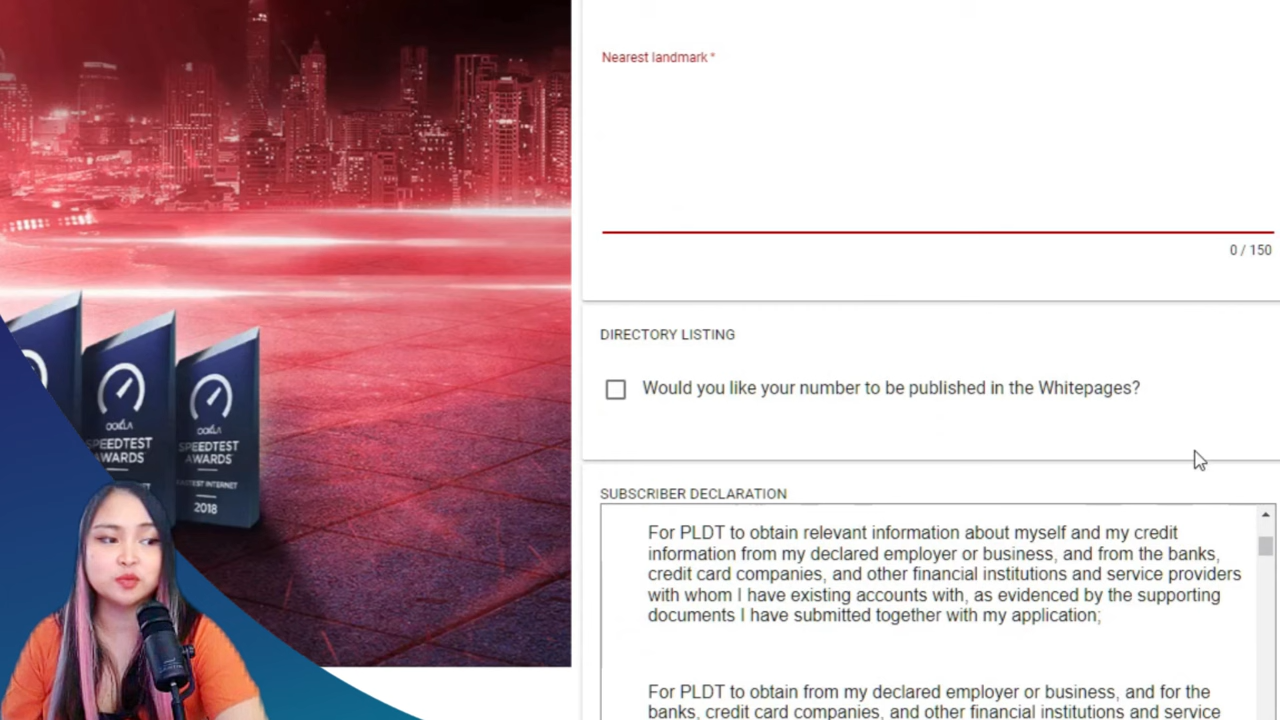 Nearest landmark *
0 / 150
DIRECTORY LISTING
Would you like your number to be published in the Whitepages?
SUBSCRIBER DECLARATION
For PLDT to obtain relevant information about myself and my credit
information from my declared employer or business, and from the banks,
credit card companies, and other financial institutions and service providers
with whom I have existing accounts with, as evidenced by the supporting
documents I have submitted together with my application;
For PLDT to obtain from my declared employer or business, and for the
banks, credit card companies, and other financial institutions and service
OOKLA
SPEEDTEST
AWARDS
OOKLA
SPEEDTEST
AWARDS
FASTEST INTERNET
2018